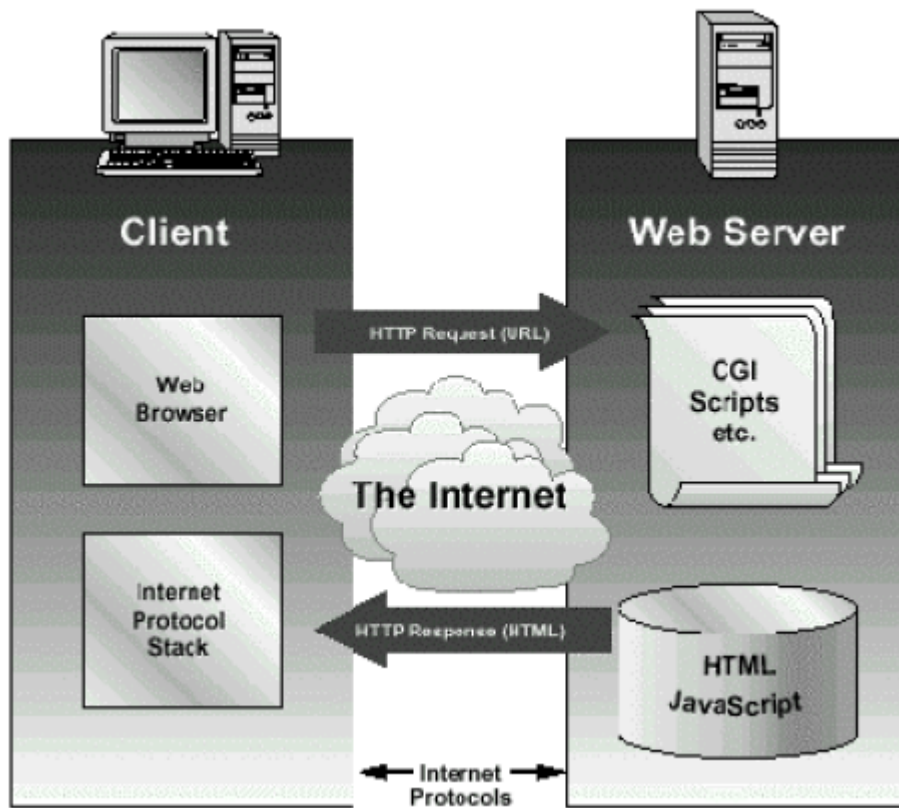 Client
Web Server
HTTP Request (URL)
Web
Browser
CGI
Scripts
etc.
The Internet
Internet
Protocol
Stack
HTTP Response (HTML)
HTML
JavaScript
Internet
Protocols